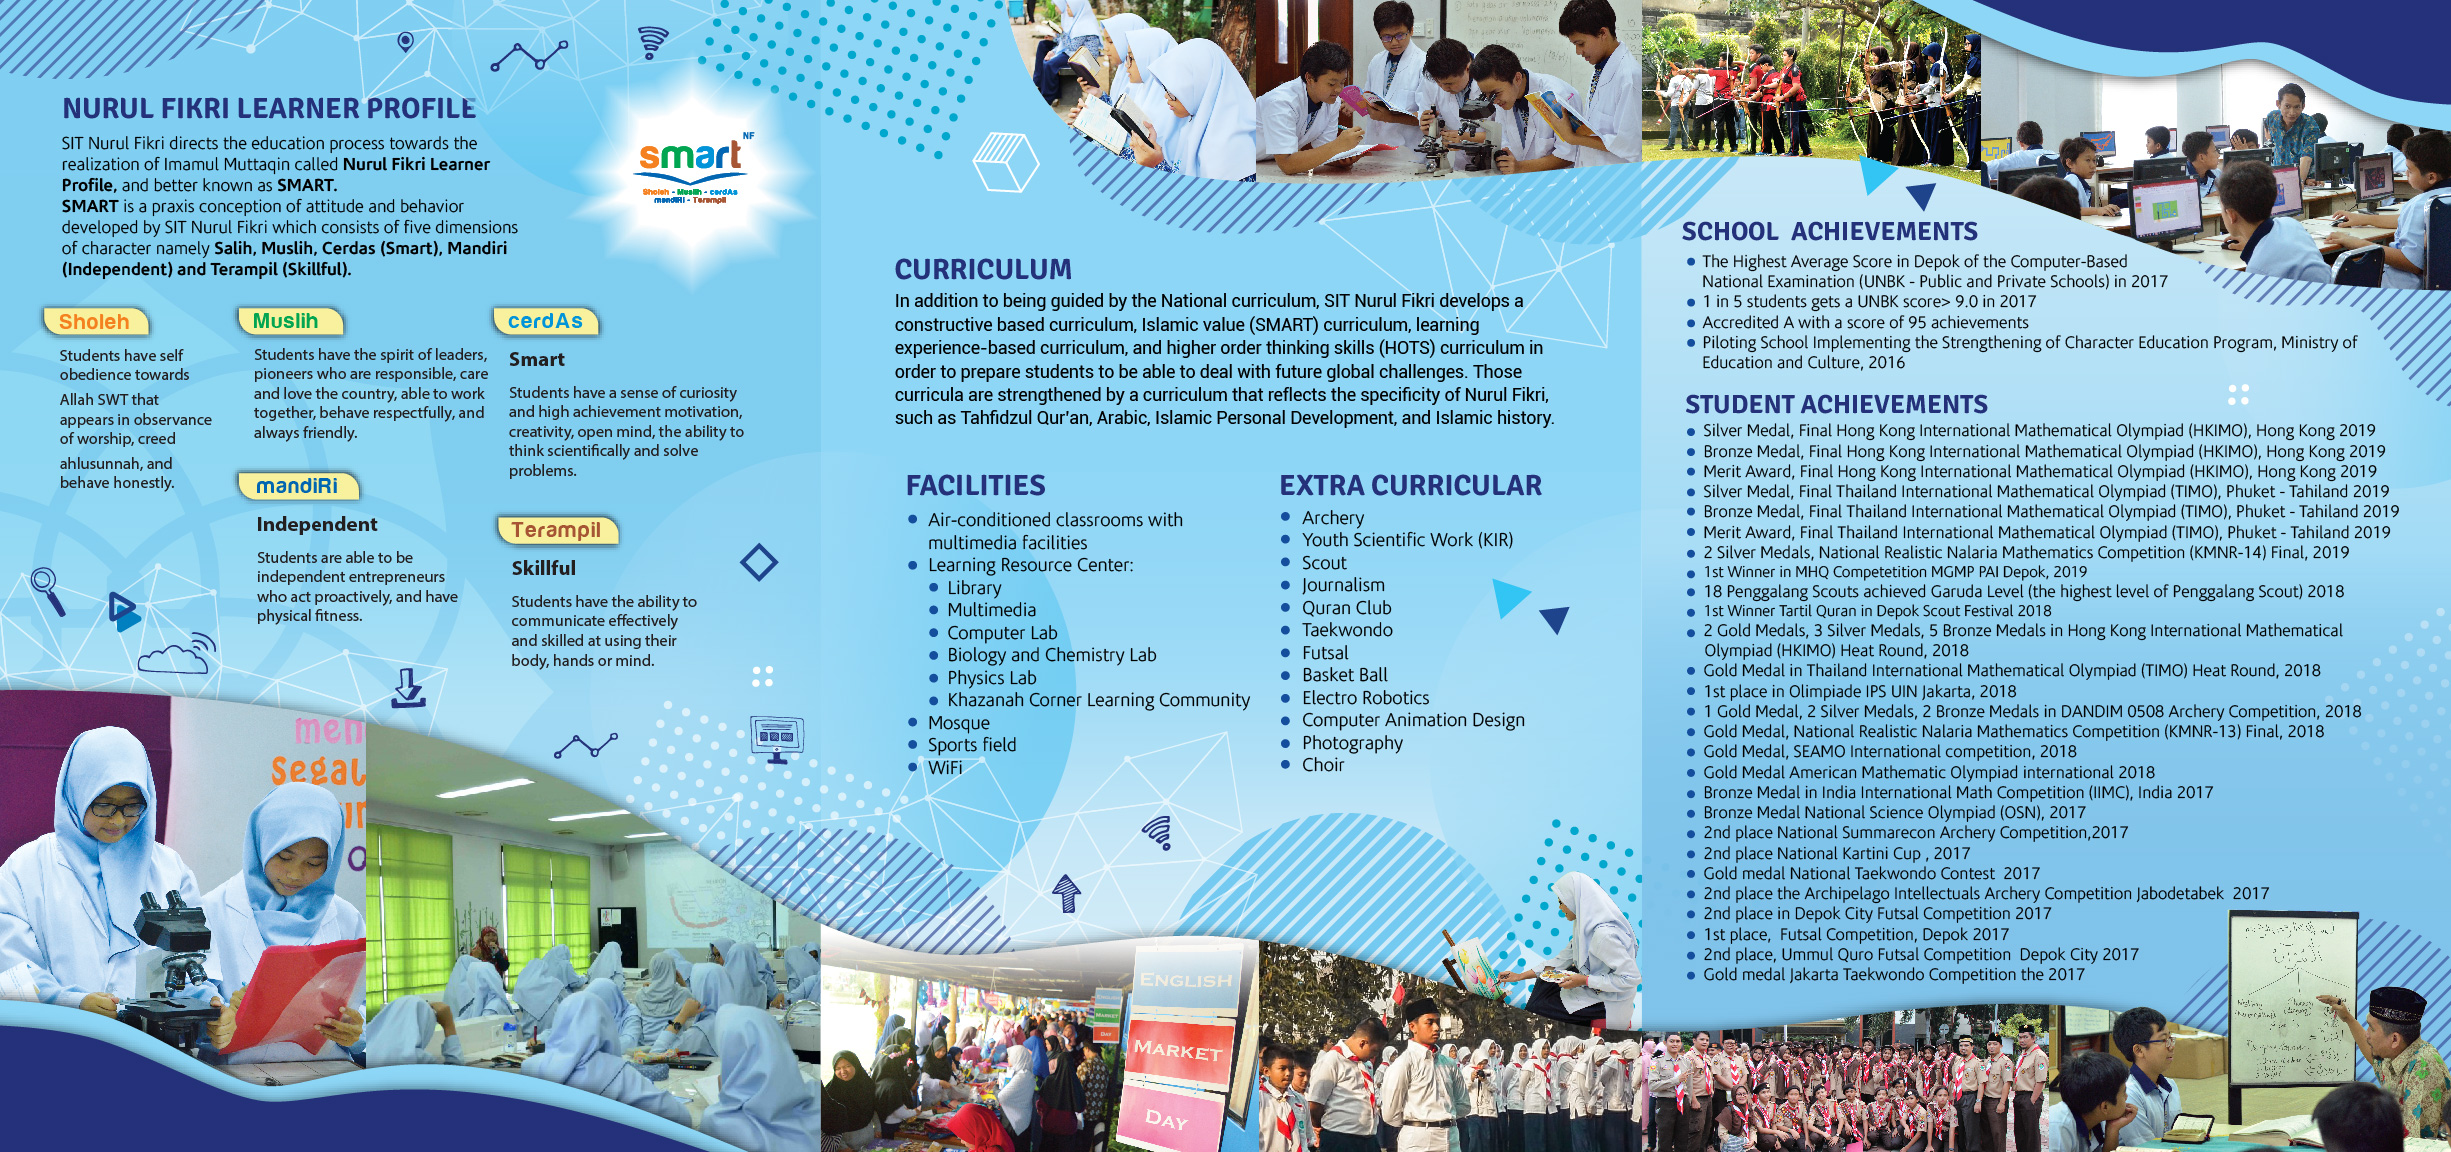 NURUL FIKRI LEARNER PROFILE
SIT Nurul Fikri directs the education process towards the
realization of Imamul Muttaqin called Nurul Fikri Learner
Profile, and better known as SMART.
SMART is a praxis conception of attitude and behavior
developed by SIT Nurul Fikri which consists of five dimensions
of character namely Salih, Muslih, Cerdas (Smart), Mandiri
(Independent) and Terampil (Skillful).
NF
smart
Sholeh - Muslih - cerdAs
mandiRi - Terampil
Sholeh
Students have self
obedience towards
Allah SWT that
appears in observance
of worship, creed
ahlusunnah, and
behave honestly.
Muslih
Students have the spirit of leaders,
pioneers who are responsible, care
and love the country, able to work
together, behave respectfully, and
always friendly.
cerdAs
Smart
Students have a sense of curiosity
and high achievement motivation,
creativity, open mind, the ability to
think scientifically and solve
problems.
mandiRi
Independent
Students are able to be
independent entrepreneurs
who act proactively, and have
physical fitness.
Terampil
Skillful
Students have the ability to
communicate effectively
and skilled at using their
body, hands or mind.
men
Segal
CURRICULUM
In addition to being guided by the National curriculum, SIT Nurul Fikri develops a
constructive based curriculum, Islamic value (SMART) curriculum, learning
experience-based curriculum, and higher order thinking skills (HOTS) curriculum in
order to prepare students to be able to deal with future global challenges. Those
curricula are strengthened by a curriculum that reflects the specificity of Nurul Fikri,
such as Tahfidzul Qur'an, Arabic, Islamic Personal Development, and Islamic history.
FACILITIES
• Air-conditioned classrooms with
multimedia facilities
• Learning Resource Center:
• Library
• Multimedia
• Computer Lab
• Biology and Chemistry Lab
• Physics Lab
• Khazanah Corner Learning Community
• Mosque
• Sports field
• WiFi
EXTRA CURRICULAR
• Archery
• Youth Scientific Work (KIR)
• Scout
• Journalism
• Quran Club
• Taekwondo
• Futsal
• Basket Ball
• Electro Robotics
• Computer Animation Design
• Photography
• Choir
ENGLISH
MARKET
DAY
SCHOOL ACHIEVEMENTS
• The Highest Average Score in Depok of the Computer-Based
National Examination (UNBK - Public and Private Schools) in 2017
• 1 in 5 students gets a UNBK score> 9.0 in 2017
• Accredited A with a score of 95 achievements
• Piloting School Implementing the Strengthening of Character Education Program, Ministry of
Education and Culture, 2016
STUDENT ACHIEVEMENTS
• Silver Medal, Final Hong Kong International Mathematical Olympiad (HKIMO), Hong Kong 2019
• Bronze Medal, Final Hong Kong International Mathematical Olympiad (HKIMO), Hong Kong 2019
• Merit Award, Final Hong Kong International Mathematical Olympiad (HKIMO), Hong Kong 2019
• Silver Medal, Final Thailand International Mathematical Olympiad (TIMO), Phuket - Tahiland 2019
• Bronze Medal, Final Thailand International Mathematical Olympiad (TIMO), Phuket - Tahiland 2019
• Merit Award, Final Thailand International Mathematical Olympiad (TIMO), Phuket - Tahiland 2019
• 2 Silver Medals, National Realistic Nalaria Mathematics Competition (KMNR-14) Final, 2019
• 1st Winner in MHQ Competetition MGMP PAI Depok, 2019
• 18 Penggalang Scouts achieved Garuda Level (the highest level of Penggalang Scout) 2018
• 1st Winner Tartil Quran in Depok Scout Festival 2018
• 2 Gold Medals, 3 Silver Medals, 5 Bronze Medals in Hong Kong International Mathematical
Olympiad (HKIMO) Heat Round, 2018
• Gold Medal in Thailand International Mathematical Olympiad (TIMO) Heat Round, 2018
• 1st place in Olimpiade IPS UIN Jakarta, 2018
• 1 Gold Medal, 2 Silver Medals, 2 Bronze Medals in DANDIM 0508 Archery Competition, 2018
• Gold Medal, National Realistic Nalaria Mathematics Competition (KMNR-13) Final, 2018
• Gold Medal, SEAMO International competition, 2018
• Gold Medal American Mathematic Olympiad international 2018
• Bronze Medal in India International Math Competition (IIMC), India 2017
• Bronze Medal National Science Olympiad (OSN), 2017
• 2nd place National Summarecon Archery Competition,2017
• 2nd place National Kartini Cup , 2017
• Gold medal National Taekwondo Contest 2017
• 2nd place the Archipelago Intellectuals Archery Competition Jabodetabek 2017
• 2nd place in Depok City Futsal Competition 2017
• 1st place, Futsal Competition, Depok 2017
• 2nd place, Ummul Quro Futsal Competition Depok City 2017
• Gold medal Jakarta Taekwondo Competition the 2017